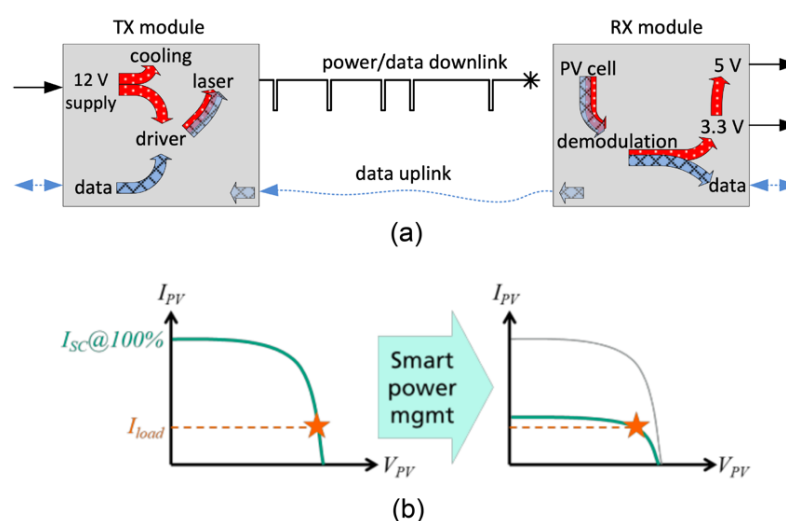 TX module
RX module
cooling
power/data downlink
PV cell
5 V
12 V
supply
laser
driver
demodulation
3.3 V
data
data uplink
data
(a)
I_PV
I_PV
I_SC@100%
Smart
power
mgmt
I_load
V_PV
V_PV
(b)